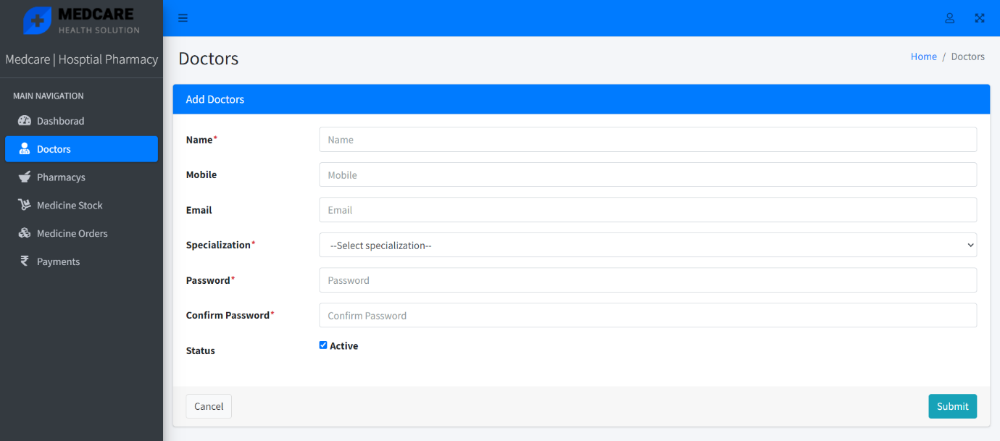 MEDCARE
HEALTH SOLUTION
Medcare | Hosptial Pharmacy
MAIN NAVIGATION
Dashborad
Doctors
Pharmacys
Medicine Stock
Medicine Orders
Payments
Doctors
Home / Doctors
Add Doctors
Name* Name
Mobile Mobile
Email Email
Specialization* --Select specialization--
Password* Password
Confirm Password* Confirm Password
Status Active
Cancel Submit